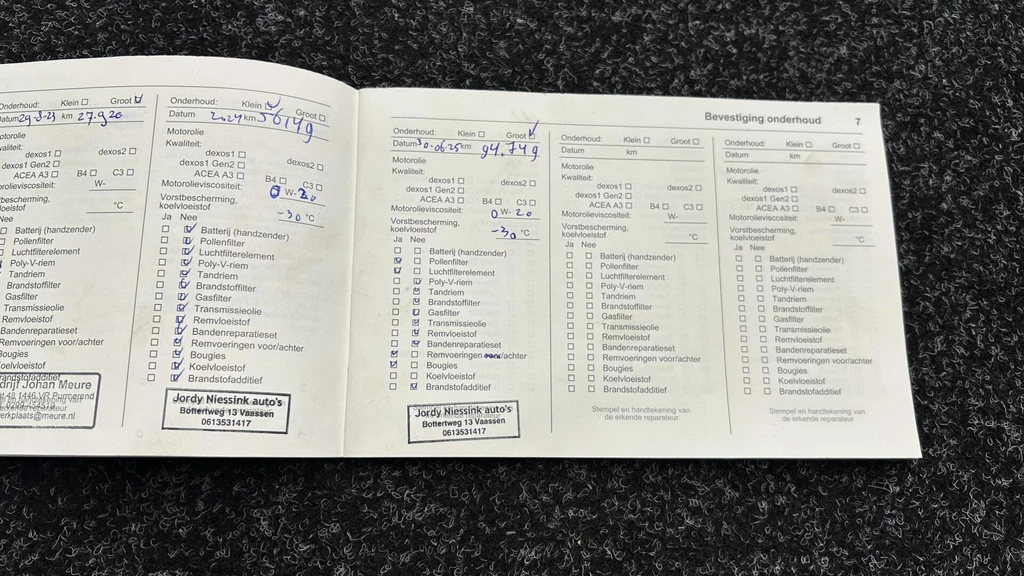 Onderhoud: Klein Groot
Datum 29-3-23 km 27.920
Motorolie
Kwaliteit:
dexos1 dexos2
dexos1 Gen2
ACEA A3 B4 C3
Motorolieviscositeit: W-
Vorstbescherming,
koelvloeistof °C
Nee
Batterij (handzender)
Pollenfilter
Luchtfilterelement
Poly-V-riem
Tandriem
Brandstoffilter
Gasfilter
Transmissieolie
Remvloeistof
Bandenreparatieset
Remvoeringen voor/achter
Bougies
Koelvloeistof
Brandstofadditief
drijf Johan Meure
1446 VR Purmerend
erkplaats@meure.nl
Onderhoud: Klein Groot
Datum 2024 km 56149
Motorolie
Kwaliteit:
dexos1 dexos2
dexos1 Gen2
ACEA A3 B4 C3
Motorolieviscositeit: 0 W- 20
Vorstbescherming,
koelvloeistof -30 °C
Ja Nee
Batterij (handzender)
Pollenfilter
Luchtfilterelement
Poly-V-riem
Tandriem
Brandstoffilter
Gasfilter
Transmissieolie
Remvloeistof
Bandenreparatieset
Remvoeringen voor/achter
Bougies
Koelvloeistof
Brandstofadditief
Jordy Niessink auto's
Bottertweg 13 Vaassen
0613531417
Bevestiging onderhoud 7
Onderhoud: Klein Groot
Datum 30-06-25 km 94.749
Motorolie
Kwaliteit:
dexos1 dexos2
dexos1 Gen2
ACEA A3 B4 C3
Motorolieviscositeit: 0 W- 20
Vorstbescherming,
koelvloeistof -30 °C
Ja Nee
Batterij (handzender)
Pollenfilter
Luchtfilterelement
Poly-V-riem
Tandriem
Brandstoffilter
Gasfilter
Transmissieolie
Remvloeistof
Bandenreparatieset
Remvoeringen voor/achter
Bougies
Koelvloeistof
Brandstofadditief
Jordy Niessink auto's
Bottertweg 13 Vaassen
0613531417
Onderhoud: Klein Groot
Datum km
Motorolie
Kwaliteit:
dexos1 dexos2
dexos1 Gen2
ACEA A3 B4 C3
Motorolieviscositeit: W-
Vorstbescherming,
koelvloeistof °C
Ja Nee
Batterij (handzender)
Pollenfilter
Luchtfilterelement
Poly-V-riem
Tandriem
Brandstoffilter
Gasfilter
Transmissieolie
Remvloeistof
Bandenreparatieset
Remvoeringen voor/achter
Bougies
Koelvloeistof
Brandstofadditief
Stempel en handtekening van
de erkende reparateur
Onderhoud: Klein Groot
Datum km
Motorolie
Kwaliteit:
dexos1 dexos2
dexos1 Gen2
ACEA A3 B4 C3
Motorolieviscositeit: W-
Vorstbescherming,
koelvloeistof °C
Ja Nee
Batterij (handzender)
Pollenfilter
Luchtfilterelement
Poly-V-riem
Tandriem
Brandstoffilter
Gasfilter
Transmissieolie
Remvloeistof
Bandenreparatieset
Remvoeringen voor/achter
Bougies
Koelvloeistof
Brandstofadditief
Stempel en handtekening van
de erkende reparateur